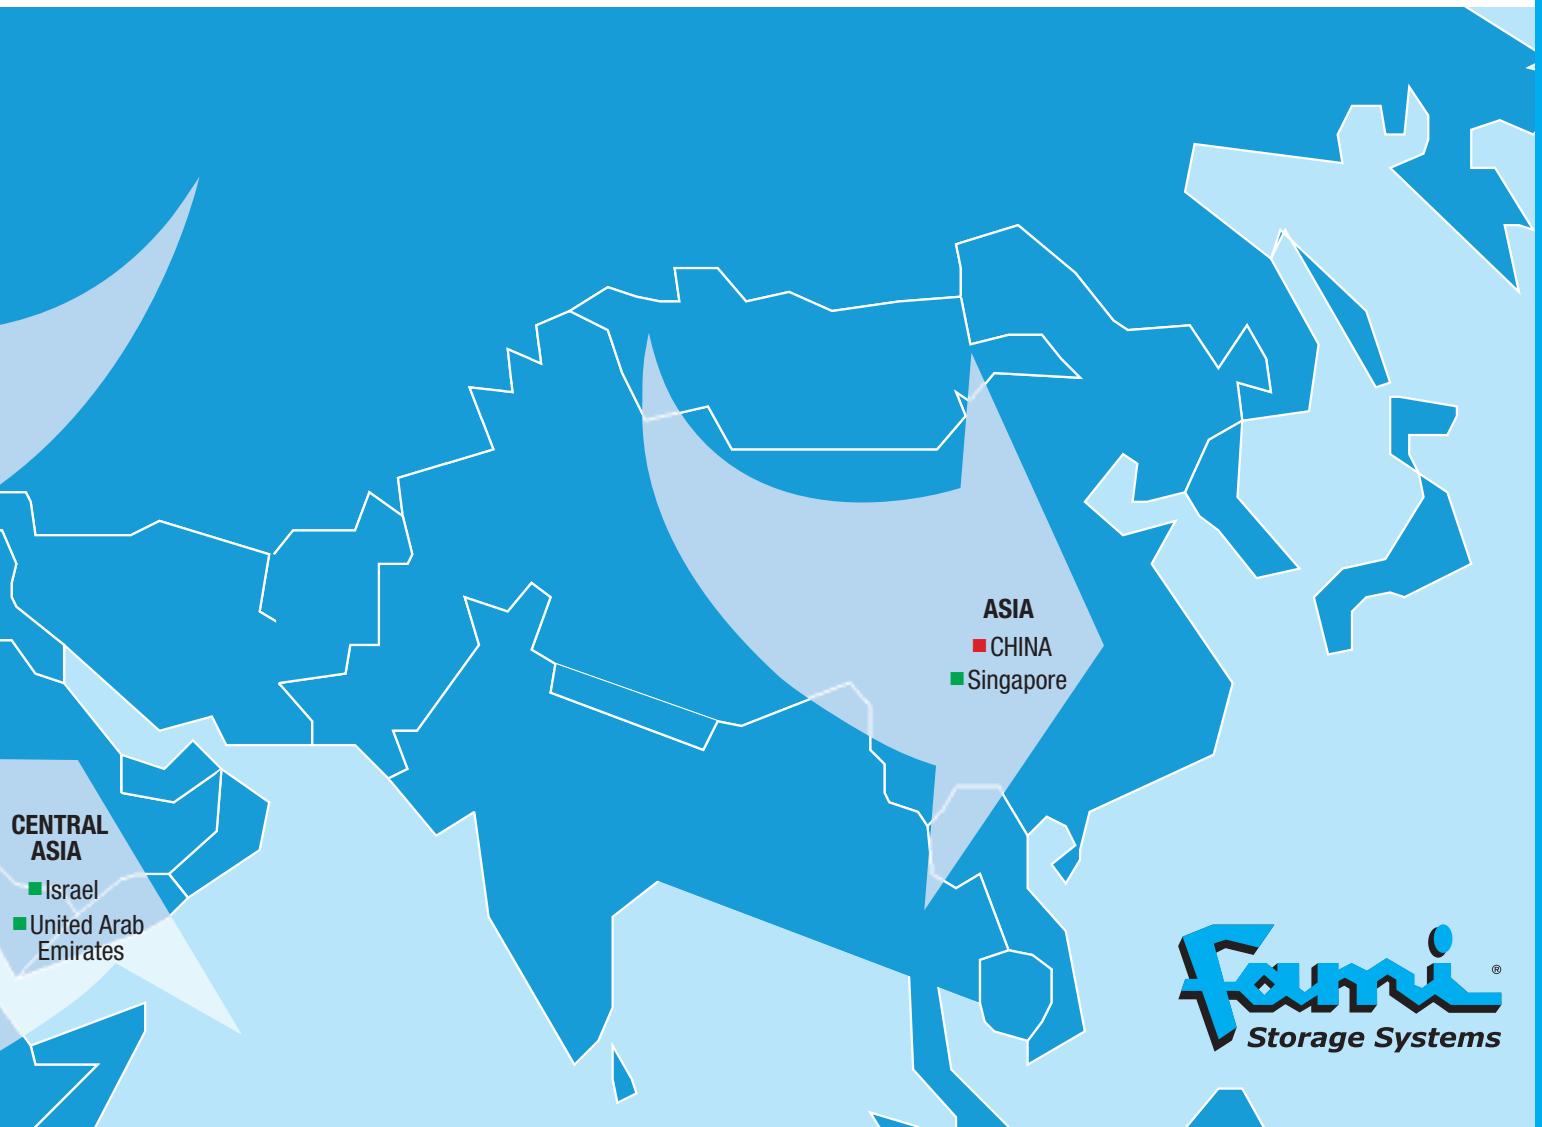 ASIA
CHINA
Singapore
CENTRAL
ASIA
Israel
United Arab
Emirates
Fami®
Storage Systems